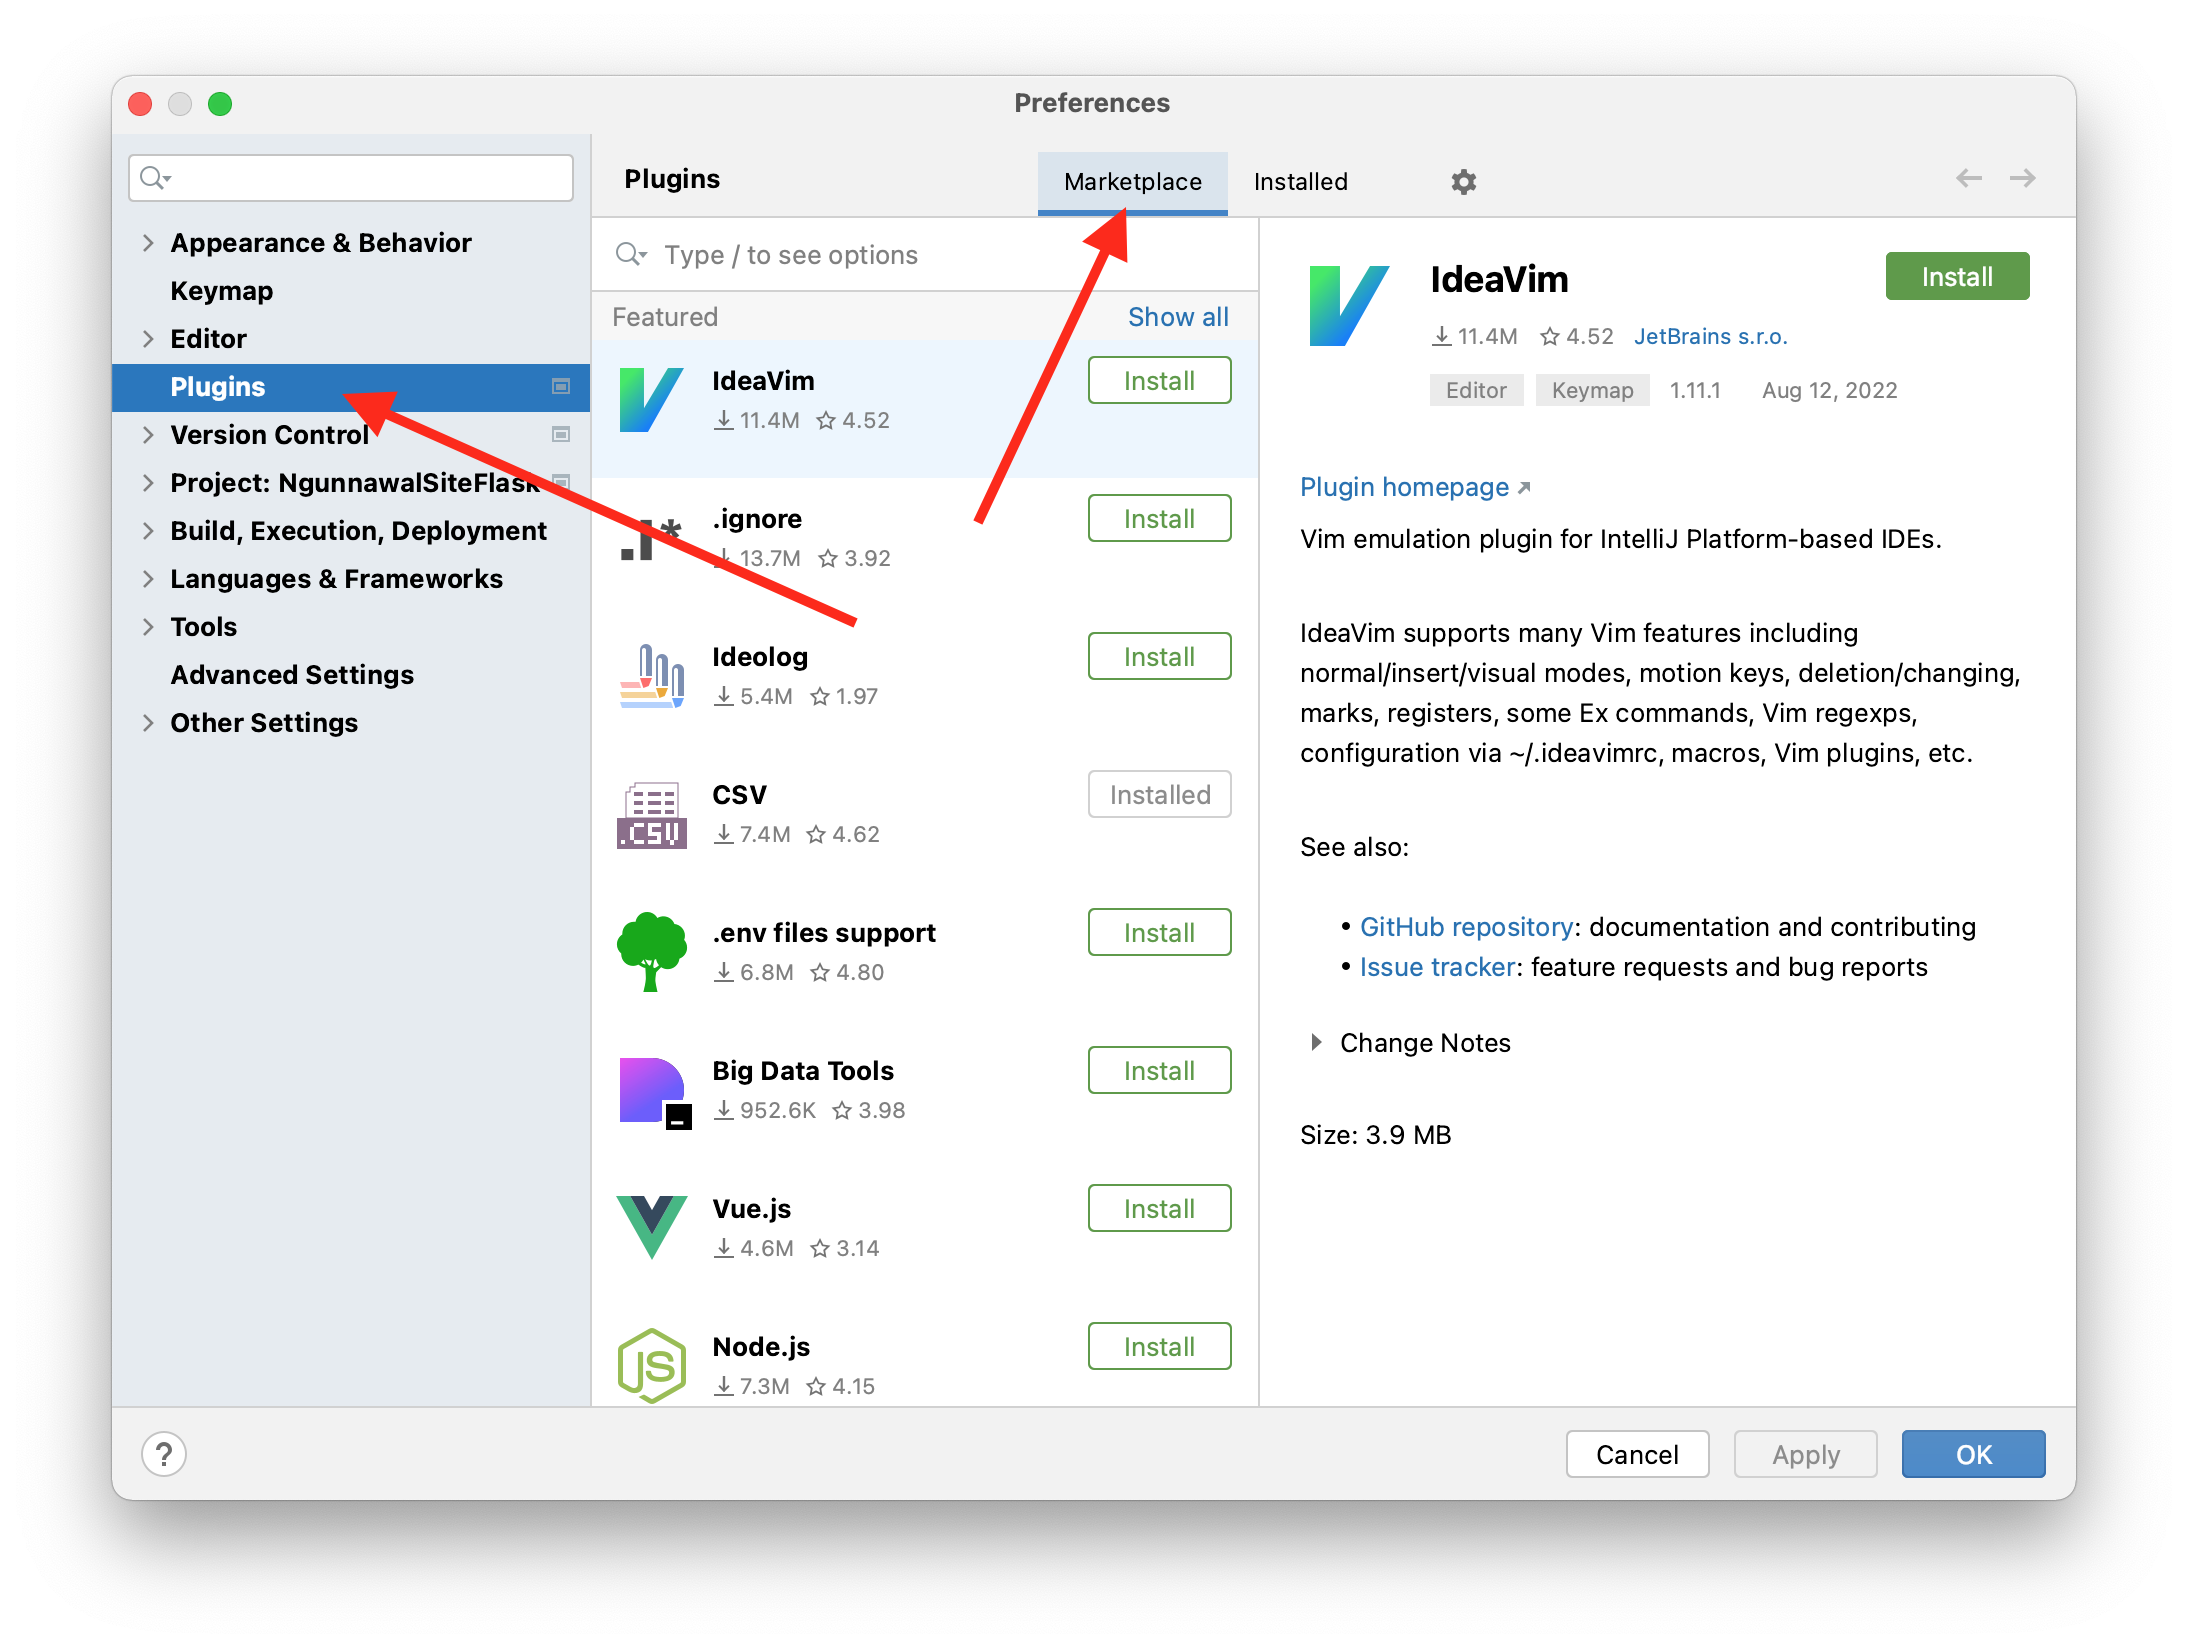 Preferences
Plugins
Marketplace
Installed
Appearance & Behavior
Keymap
Editor
Plugins
Version Control
Project: NgunnawalSiteFlask
Build, Execution, Deployment
Languages & Frameworks
Tools
Advanced Settings
Other Settings
Type / to see options
Featured
Show all
IdeaVim
Install
11.4M 4.52
.ignore
Install
13.7M 3.92
Ideolog
Install
5.4M 1.97
.CSV
CSV
Installed
7.4M 4.62
.env files support
Install
6.8M 4.80
Big Data Tools
Install
952.6K 3.98
Vue.js
Install
4.6M 3.14
JS
Node.js
Install
7.3M 4.15
IdeaVim
Install
11.4M 4.52 JetBrains s.r.o.
Editor Keymap 1.11.1 Aug 12, 2022
Plugin homepage
Vim emulation plugin for IntelliJ Platform-based IDEs.
IdeaVim supports many Vim features including
normal/insert/visual modes, motion keys, deletion/changing,
marks, registers, some Ex commands, Vim regexps,
configuration via ~/.ideavimrc, macros, Vim plugins, etc.
See also:
• GitHub repository: documentation and contributing
• Issue tracker: feature requests and bug reports
Change Notes
Size: 3.9 MB
?
Cancel
Apply
OK